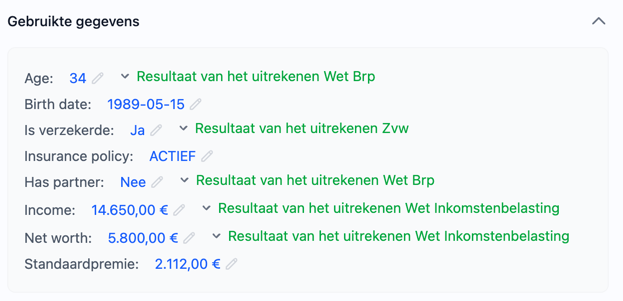 Gebruikte gegevens
Age: 34 Resultaat van het uitrekenen Wet Brp
Birth date: 1989-05-15
Is verzekerde: Ja Resultaat van het uitrekenen Zvw
Insurance policy: ACTIEF
Has partner: Nee Resultaat van het uitrekenen Wet Brp
Income: 14.650,00 € Resultaat van het uitrekenen Wet Inkomstenbelasting
Net worth: 5.800,00 € Resultaat van het uitrekenen Wet Inkomstenbelasting
Standaardpremie: 2.112,00 €